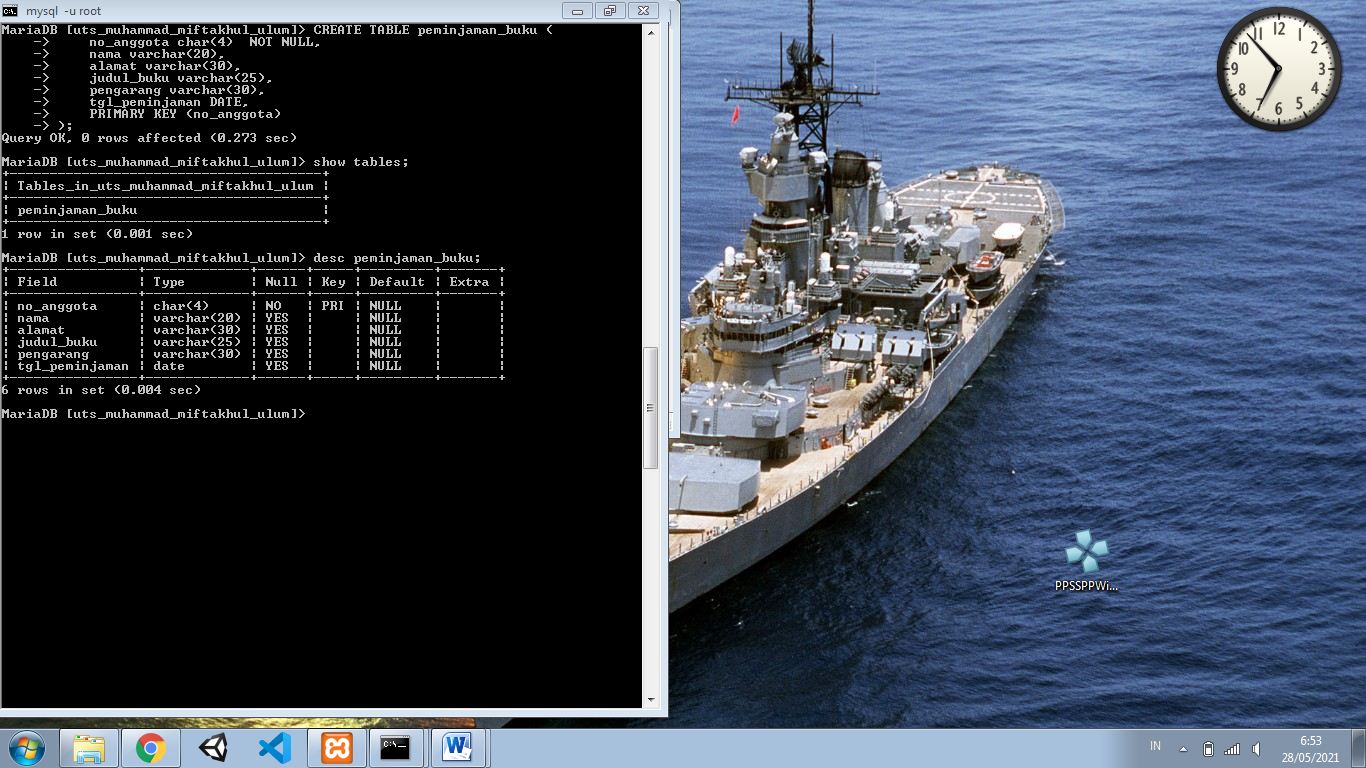 mysql  -u root
MariaDB [uts_muhammad_miftakhul_ulum]> CREATE TABLE peminjaman_buku (
    ->     no_anggota char(4)  NOT NULL,
    ->     nama varchar(20),
    ->     alamat varchar(30),
    ->     judul_buku varchar(25),
    ->     pengarang varchar(30),
    ->     tgl_peminjaman DATE,
    ->     PRIMARY KEY (no_anggota)
    -> );
Query OK, 0 rows affected (0.273 sec)
MariaDB [uts_muhammad_miftakhul_ulum]> show tables;
+---------------------------------------+
| Tables_in_uts_muhammad_miftakhul_ulum |
+---------------------------------------+
| peminjaman_buku                       |
+---------------------------------------+
1 row in set (0.001 sec)
MariaDB [uts_muhammad_miftakhul_ulum]> desc peminjaman_buku;
+----------------+-------------+------+-----+---------+-------+
| Field          | Type        | Null | Key | Default | Extra |
+----------------+-------------+------+-----+---------+-------+
| no_anggota     | char(4)     | NO   | PRI | NULL    |       |
| nama           | varchar(20) | YES  |     | NULL    |       |
| alamat         | varchar(30) | YES  |     | NULL    |       |
| judul_buku     | varchar(25) | YES  |     | NULL    |       |
| pengarang      | varchar(30) | YES  |     | NULL    |       |
| tgl_peminjaman | date        | YES  |     | NULL    |       |
+----------------+-------------+------+-----+---------+-------+
6 rows in set (0.004 sec)
MariaDB [uts_muhammad_miftakhul_ulum]>
12
11 1
10 2
9 3
8 4
7 5
6
PPSSPPWi...
C:\_
W
IN
6:53
28/05/2021